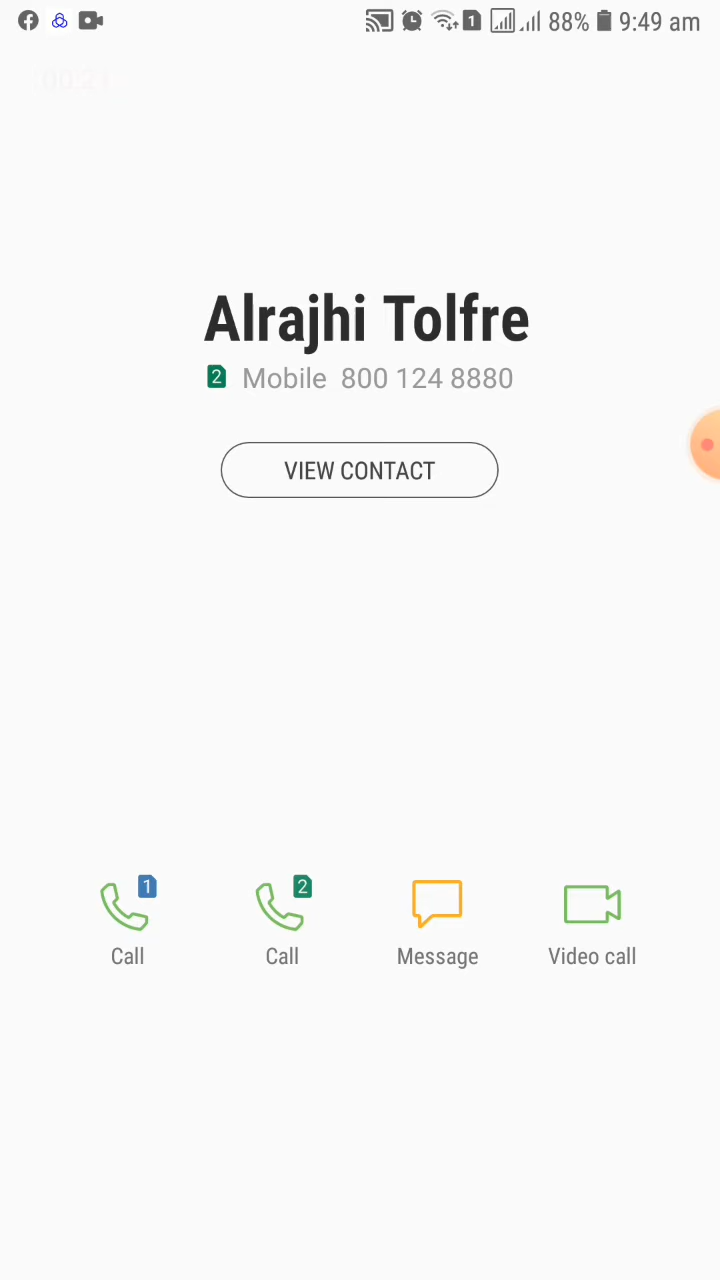 88% 9:49 am
Alrajhi Tolfre
2 Mobile 800 124 8880
VIEW CONTACT
1 2
Call Call Message Video call